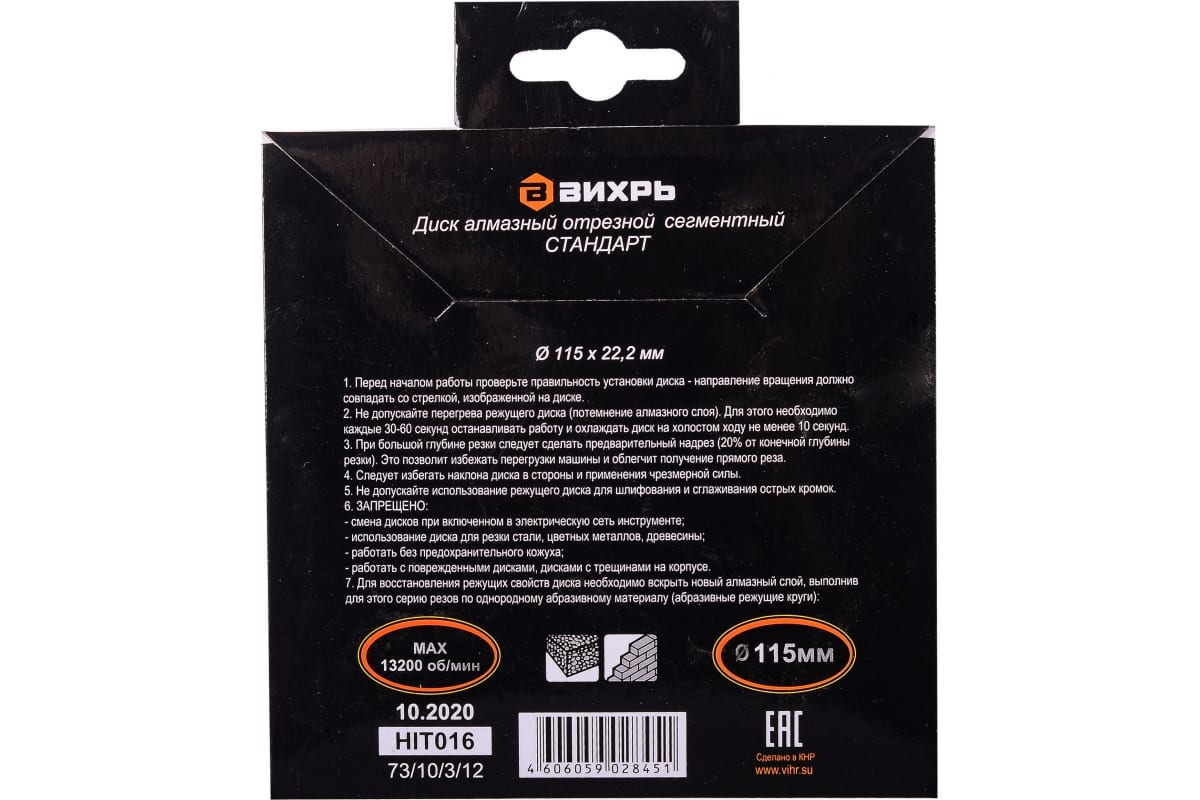 ВИХРЬ
Диск алмазный отрезной сегментный
СТАНДАРТ
Ø 115 x 22,2 мм
1. Перед началом работы проверьте правильность установки диска - направление вращения должно
совпадать со стрелкой, изображенной на диске.
2. Не допускайте перегрева режущего диска (потемнение алмазного слоя). Для этого необходимо
каждые 30-60 секунд останавливать работу и охлаждать диск на холостом ходу не менее 10 секунд.
3. При большой глубине резки следует сделать предварительный надрез (20% от конечной глубины
резки). Это позволит избежать перегрузки машины и облегчит получение прямого реза.
4. Следует избегать наклона диска в стороны и применения чрезмерной силы.
5. Не допускайте использование режущего диска для шлифования и сглаживания острых кромок.
6. ЗАПРЕЩЕНО:
- смена дисков при включенном в электрическую сеть инструменте;
- использование диска для резки стали, цветных металлов, древесины;
- работать без предохранительного кожуха;
- работать с поврежденными дисками, дисками с трещинами на корпусе.
7. Для восстановления режущих свойств диска необходимо вскрыть новый алмазный слой, выполнив
для этого серию резов по однородному абразивному материалу (абразивные режущие круги):
MAX
13200 об/мин
Ø 115мм
10.2020
HIT016
73/10/3/12
4 606059 028451
EAC
Сделано в КНР
www.vihr.su